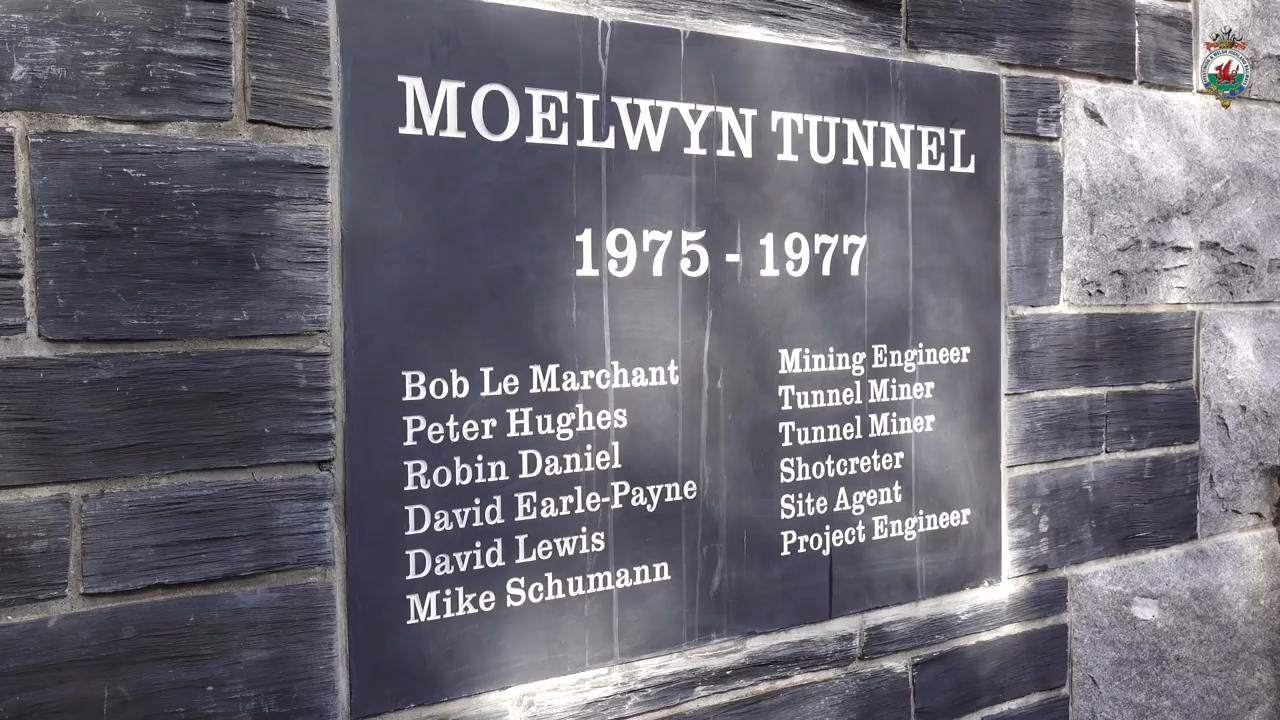 MOELWYN TUNNEL
1975 - 1977
Bob Le Marchant Mining Engineer
Peter Hughes Tunnel Miner
Robin Daniel Tunnel Miner
David Earle-Payne Shotcreter
David Lewis Site Agent
Mike Schumann Project Engineer